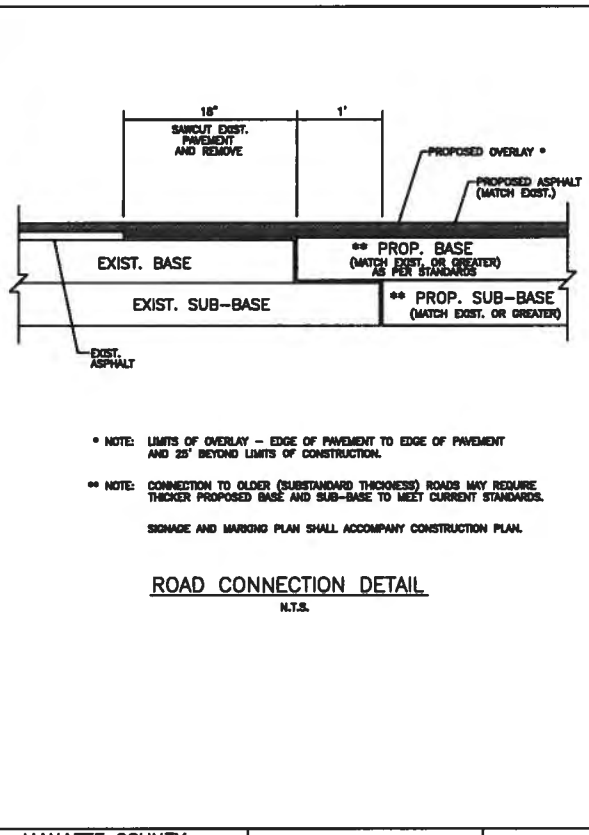 18"
1'
SAWCUT EXIST.
PAVEMENT
AND REMOVE
PROPOSED OVERLAY *
PROPOSED ASPHALT
(MATCH EXIST.)
EXIST. BASE
** PROP. BASE
(MATCH EXIST. OR GREATER)
AS PER STANDARDS
EXIST. SUB-BASE
** PROP. SUB-BASE
(MATCH EXIST. OR GREATER)
EXIST.
ASPHALT
* NOTE: LIMITS OF OVERLAY – EDGE OF PAVEMENT TO EDGE OF PAVEMENT
AND 25' BEYOND LIMITS OF CONSTRUCTION.
** NOTE: CONNECTION TO OLDER (SUBSTANDARD THICKNESS) ROADS MAY REQUIRE
THICKER PROPOSED BASE AND SUB-BASE TO MEET CURRENT STANDARDS.
SIGNAGE AND MARKING PLAN SHALL ACCOMPANY CONSTRUCTION PLAN.
ROAD CONNECTION DETAIL
N.T.S.
MANATEE COUNTY